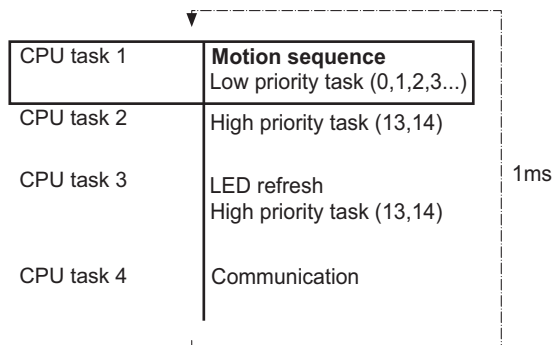 CPU task 1
Motion sequence
Low priority task (0,1,2,3...)
CPU task 2
High priority task (13,14)
CPU task 3
LED refresh
High priority task (13,14)
1ms
CPU task 4
Communication